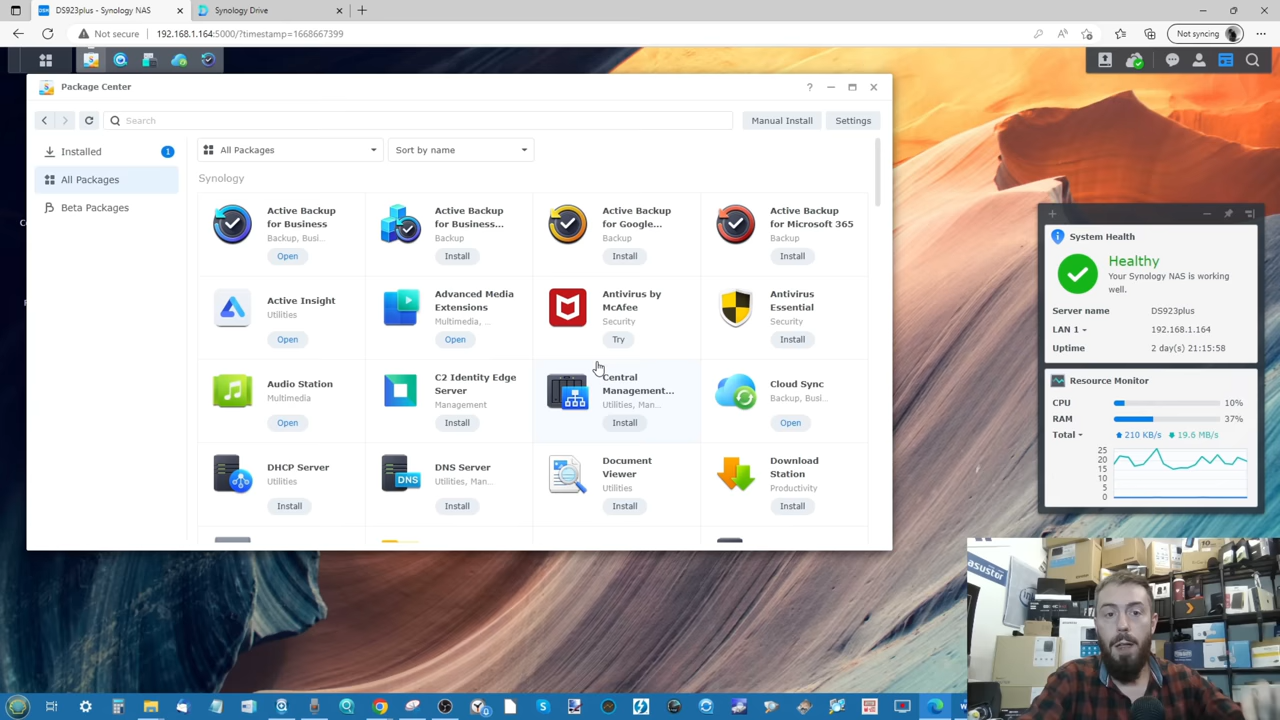 DS923plus - Synology NAS
Synology Drive
Not secure
192.168.1.164:5000/?timestamp=1668667399
Not syncing
Package Center
Search
Manual Install
Settings
Installed
1
All Packages
Beta Packages
All Packages
Sort by name
Synology
Active Backup for Business
Backup, Busi...
Open
Active Backup for Business...
Backup
Install
Active Backup for Google...
Backup
Install
Active Backup for Microsoft 365
Backup
Install
Active Insight
Utilities
Open
Advanced Media Extensions
Multimedia, ...
Open
Antivirus by McAfee
Security
Try
Antivirus Essential
Security
Install
Audio Station
Multimedia
Open
C2 Identity Edge Server
Management
Install
Central Management...
Utilities, Man...
Install
Cloud Sync
Backup, Busi...
Open
DHCP Server
Utilities
Install
DNS
DNS Server
Utilities, Man...
Install
Document Viewer
Utilities
Install
Download Station
Productivity
Install
System Health
Healthy
Your Synology NAS is working well.
Server name
DS923plus
LAN 1
192.168.1.164
Uptime
2 day(s) 21:15:58
Resource Monitor
CPU
10%
RAM
37%
Total
210 KB/s
19.6 MB/s
25
20
15
10
5
0
asustor